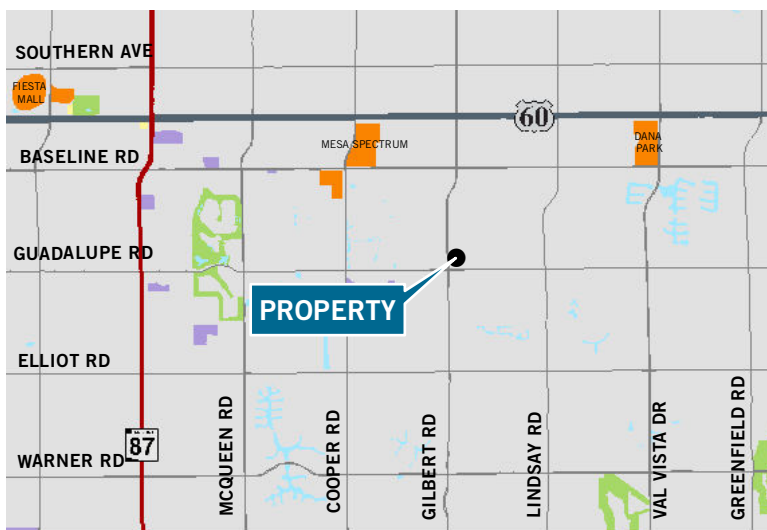 SOUTHERN AVE
FIESTA
MALL
60
DANA
PARK
MESA SPECTRUM
BASELINE RD
GUADALUPE RD
PROPERTY
ELLIOT RD
87
WARNER RD
MCQUEEN RD
COOPER RD
GILBERT RD
LINDSAY RD
VAL VISTA DR
GREENFIELD RD